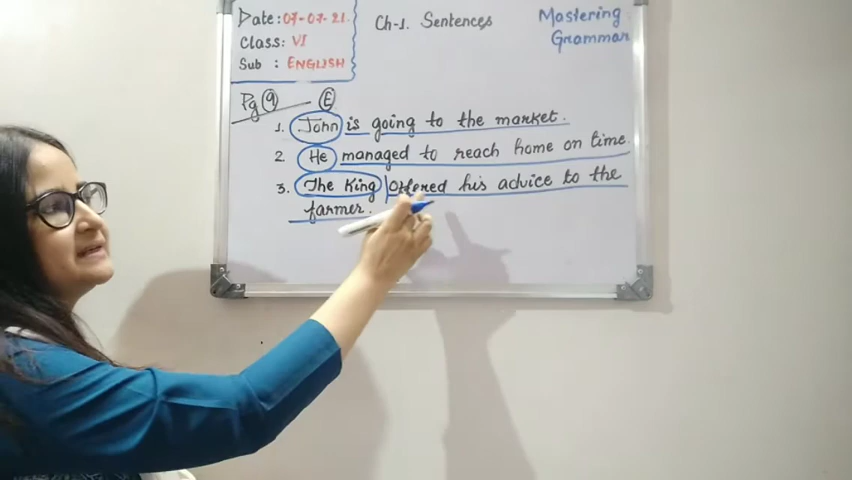 Date: 07-07-21.
Class: VI
Sub : ENGLISH
Ch-1. Sentences
Mastering
Grammar
Pg 9 E
1. John is going to the market.
2. He managed to reach home on time.
3. The King offered his advice to the
farmer.